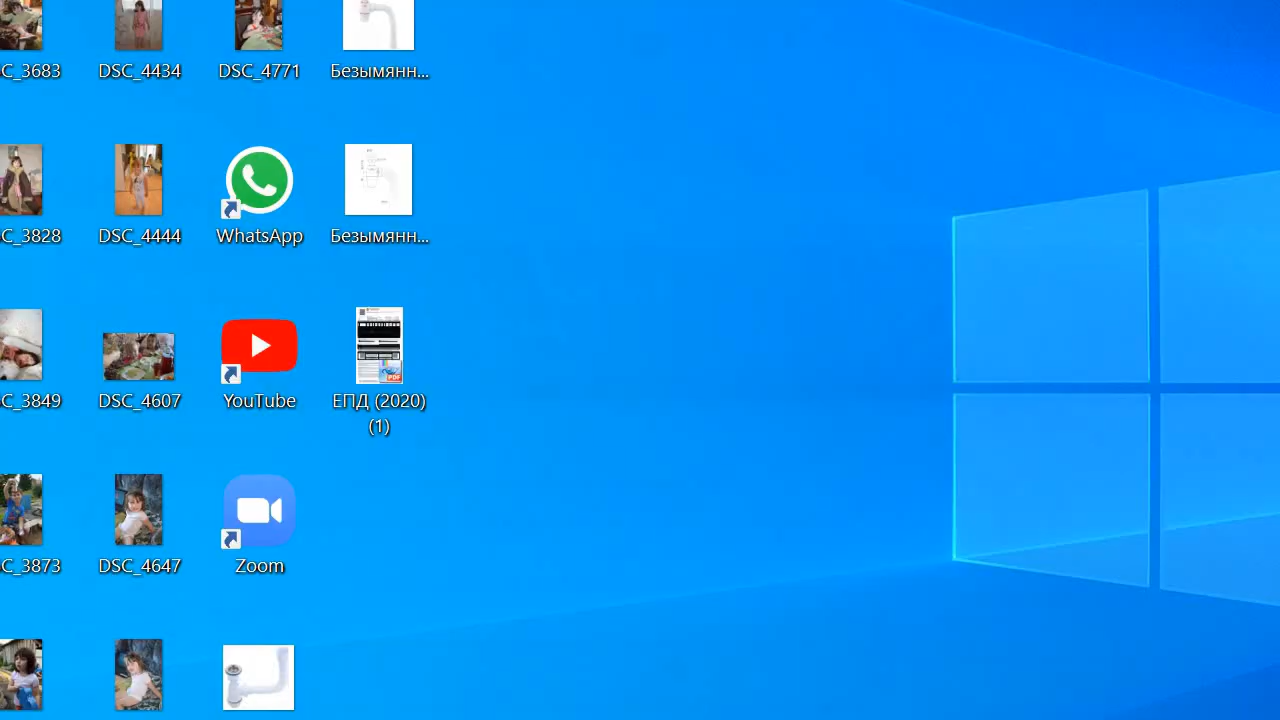 C_3683
DSC_4434
DSC_4771
Безымянн...
C_3828
DSC_4444
WhatsApp
Безымянн...
C_3849
DSC_4607
YouTube
ЕПД (2020)
(1)
C_3873
DSC_4647
Zoom